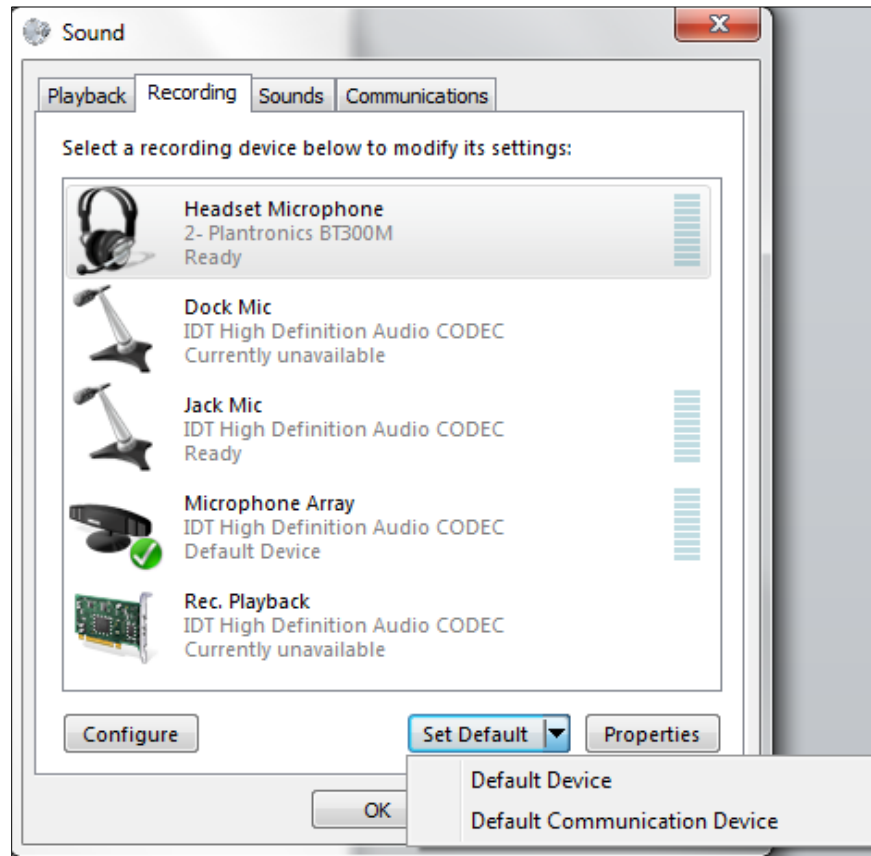 Sound
Playback Recording Sounds Communications
Select a recording device below to modify its settings:
Headset Microphone
2- Plantronics BT300M
Ready
Dock Mic
IDT High Definition Audio CODEC
Currently unavailable
Jack Mic
IDT High Definition Audio CODEC
Ready
Microphone Array
IDT High Definition Audio CODEC
Default Device
Rec. Playback
IDT High Definition Audio CODEC
Currently unavailable
Configure Set Default Properties
Default Device
OK
Default Communication Device